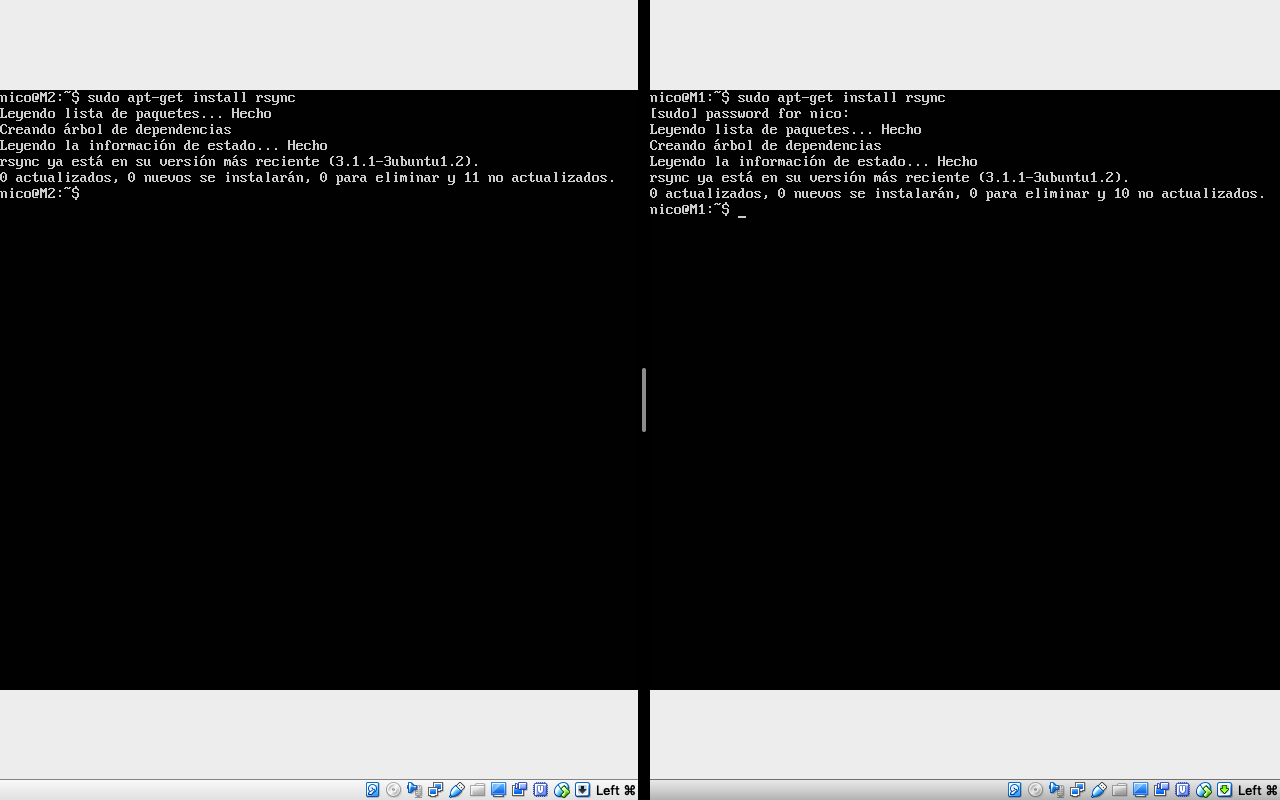 nico@M2:~$ sudo apt-get install rsync
Leyendo lista de paquetes... Hecho
Creando árbol de dependencias
Leyendo la información de estado... Hecho
rsync ya está en su versión más reciente (3.1.1-3ubuntu1.2).
0 actualizados, 0 nuevos se instalarán, 0 para eliminar y 11 no actualizados.
nico@M2:~$
Left ⌘
nico@M1:~$ sudo apt-get install rsync
[sudo] password for nico:
Leyendo lista de paquetes... Hecho
Creando árbol de dependencias
Leyendo la información de estado... Hecho
rsync ya está en su versión más reciente (3.1.1-3ubuntu1.2).
0 actualizados, 0 nuevos se instalarán, 0 para eliminar y 10 no actualizados.
nico@M1:~$ _
Left ⌘